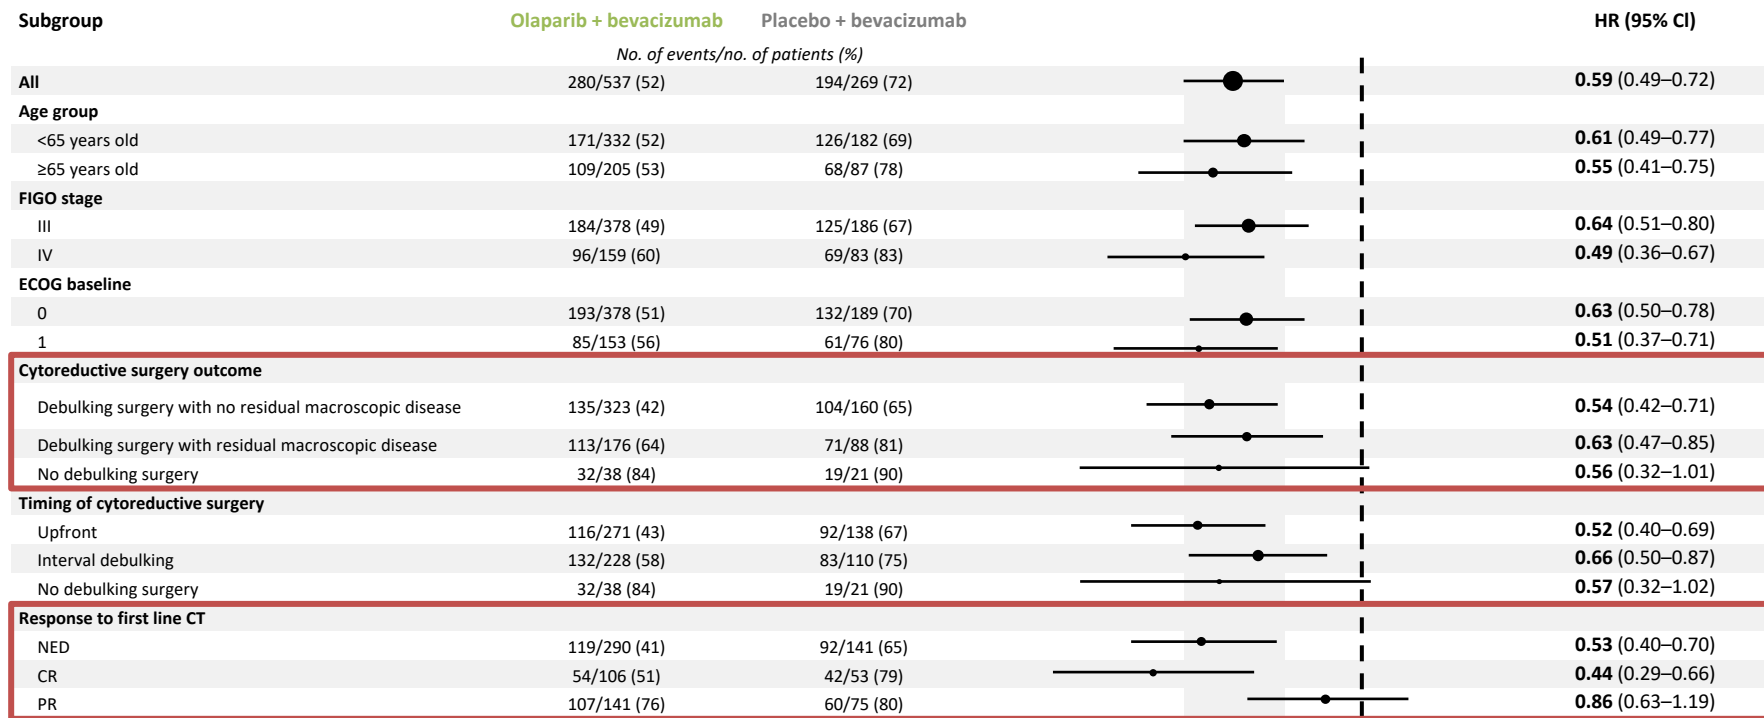 Subgroup Olaparib + bevacizumab Placebo + bevacizumab HR (95% CI)
No. of events/no. of patients (%)
All 280/537 (52) 194/269 (72) 0.59 (0.49–0.72)
Age group
<65 years old 171/332 (52) 126/182 (69) 0.61 (0.49–0.77)
≥65 years old 109/205 (53) 68/87 (78) 0.55 (0.41–0.75)
FIGO stage
III 184/378 (49) 125/186 (67) 0.64 (0.51–0.80)
IV 96/159 (60) 69/83 (83) 0.49 (0.36–0.67)
ECOG baseline
0 193/378 (51) 132/189 (70) 0.63 (0.50–0.78)
1 85/153 (56) 61/76 (80) 0.51 (0.37–0.71)
Cytoreductive surgery outcome
Debulking surgery with no residual macroscopic disease 135/323 (42) 104/160 (65) 0.54 (0.42–0.71)
Debulking surgery with residual macroscopic disease 113/176 (64) 71/88 (81) 0.63 (0.47–0.85)
No debulking surgery 32/38 (84) 19/21 (90) 0.56 (0.32–1.01)
Timing of cytoreductive surgery
Upfront 116/271 (43) 92/138 (67) 0.52 (0.40–0.69)
Interval debulking 132/228 (58) 83/110 (75) 0.66 (0.50–0.87)
No debulking surgery 32/38 (84) 19/21 (90) 0.57 (0.32–1.02)
Response to first line CT
NED 119/290 (41) 92/141 (65) 0.53 (0.40–0.70)
CR 54/106 (51) 42/53 (79) 0.44 (0.29–0.66)
PR 107/141 (76) 60/75 (80) 0.86 (0.63–1.19)